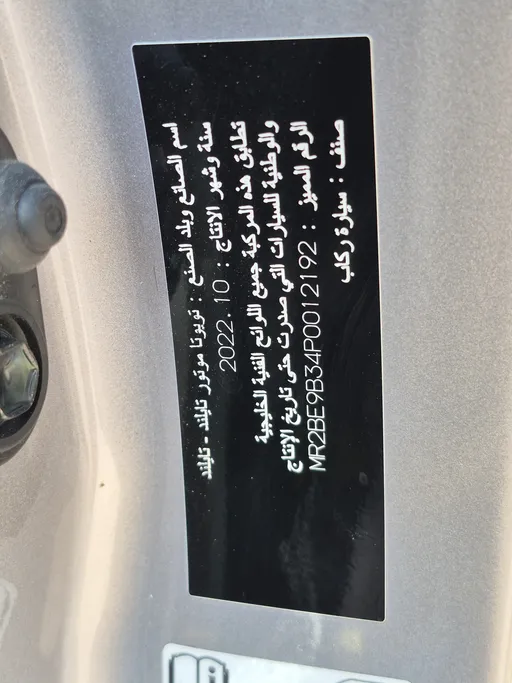 اسم الصانع وبلد الصنع : تويوتا موتور تايلند - تايلند
سنة وشهر الانتاج : 2022.10
تطابق هذه المركبة جميع اللوائح الفنية الخليجية
والوطنية للسيارات التي صدرت حتى تاريخ الإنتاج
الرقم المميز : MR2BE9B34P0012192
صنف : سيارة ركاب
i